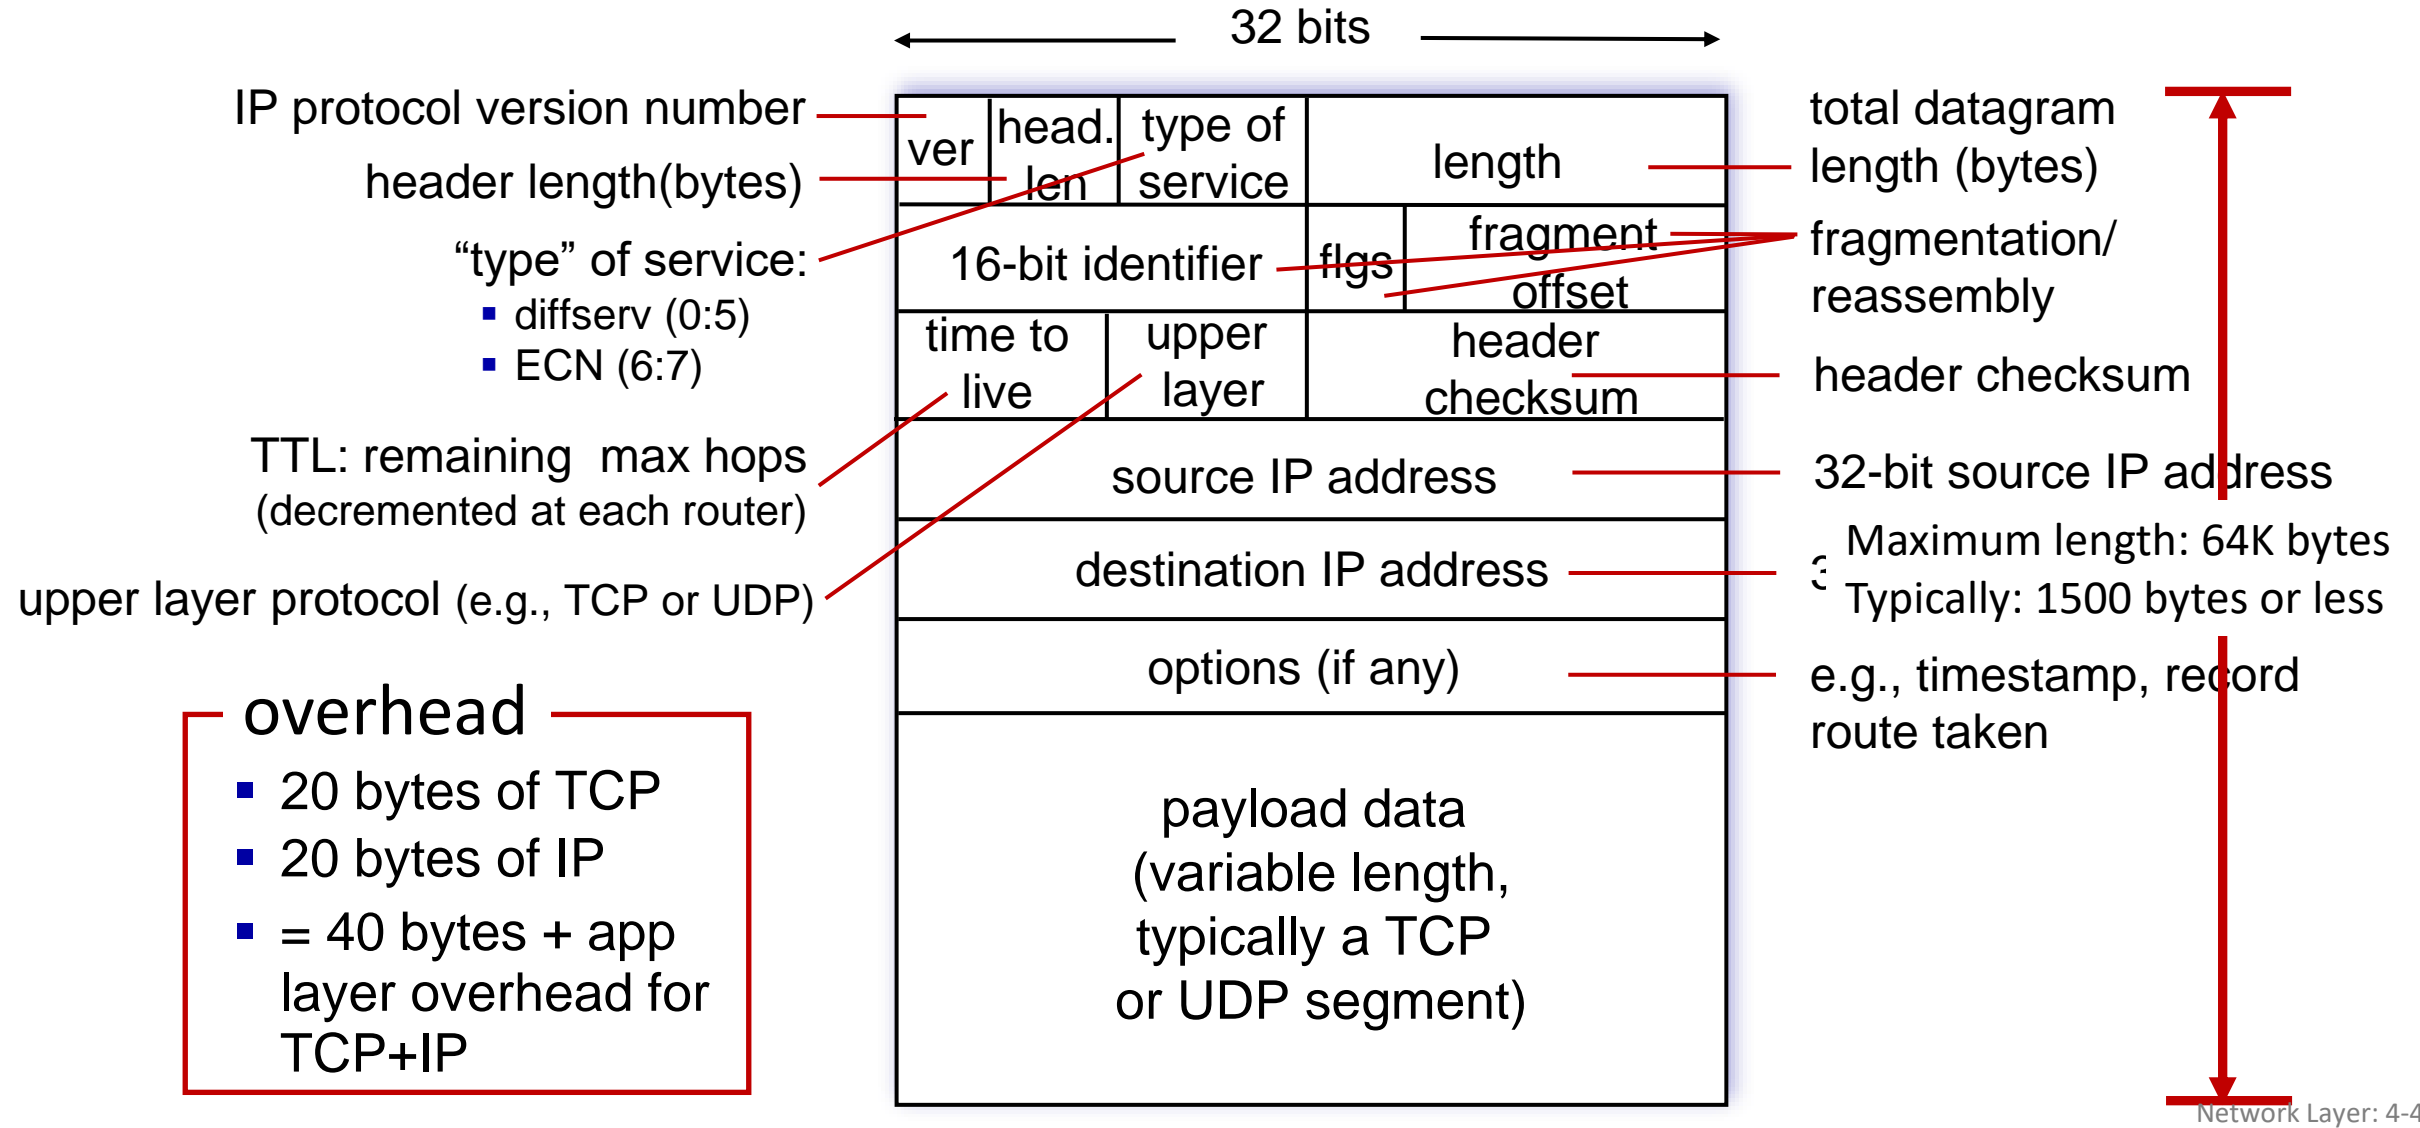 32 bits
IP protocol version number
header length(bytes)
“type” of service:
diffserv (0:5)
ECN (6:7)
TTL: remaining max hops
(decremented at each router)
upper layer protocol (e.g., TCP or UDP)
overhead
20 bytes of TCP
20 bytes of IP
= 40 bytes + app
layer overhead for
TCP+IP
ver
head.
len
type of
service
length
16-bit identifier
flgs
fragment
offset
time to
live
upper
layer
header
checksum
source IP address
destination IP address
options (if any)
payload data
(variable length,
typically a TCP
or UDP segment)
total datagram
length (bytes)
fragmentation/
reassembly
header checksum
32-bit source IP address
Maximum length: 64K bytes
Typically: 1500 bytes or less
e.g., timestamp, record
route taken
Network Layer: 4-4